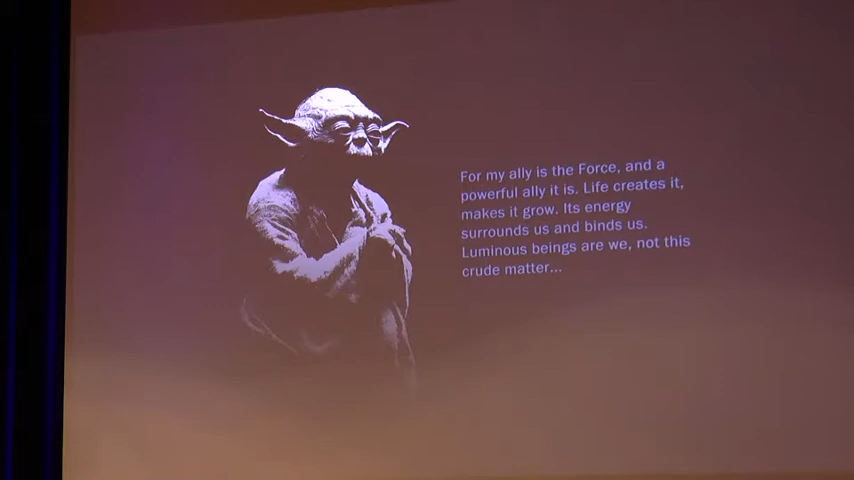 For my ally is the Force, and a
powerful ally it is. Life creates it,
makes it grow. Its energy
surrounds us and binds us.
Luminous beings are we, not this
crude matter...